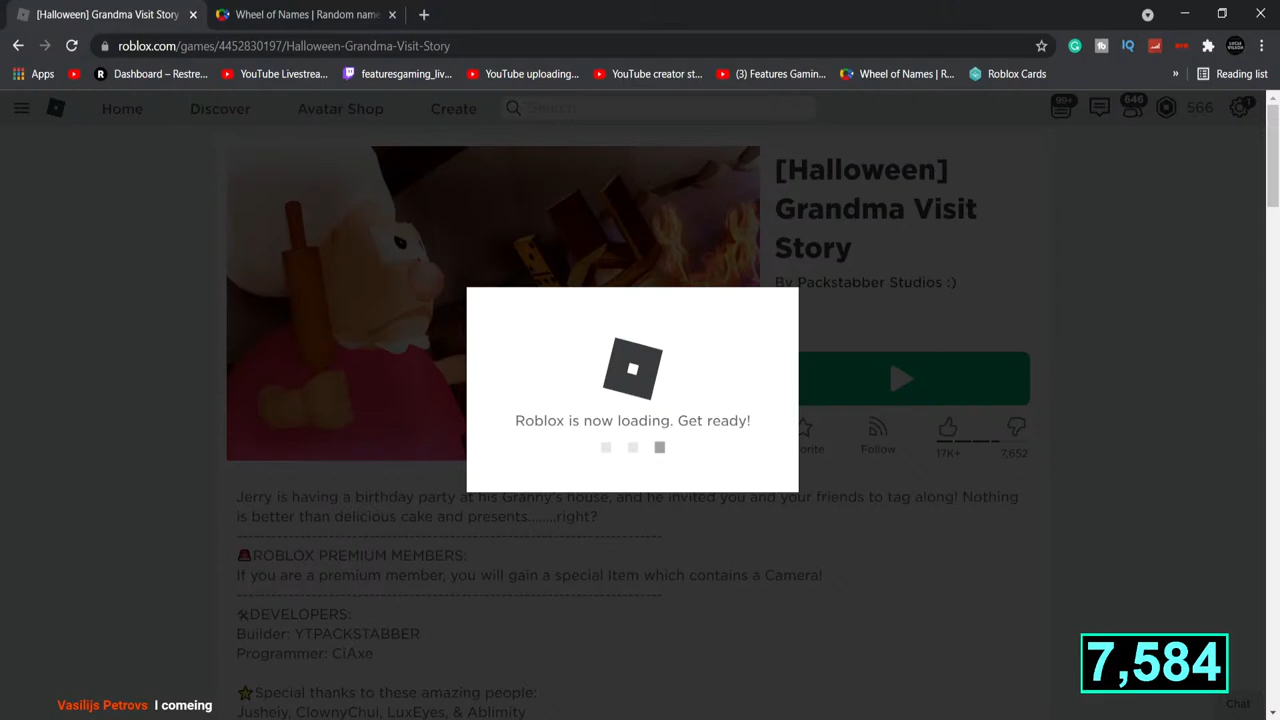 [Halloween] Grandma Visit Story
Wheel of Names | Random name
roblox.com/games/4452830197/Halloween-Grandma-Visit-Story
Apps
Dashboard – Restre...
YouTube Livestrea...
featuresgaming_liv...
YouTube uploading...
YouTube creator st...
(3) Features Gamin...
Wheel of Names | R...
Roblox Cards
»
Reading list
Home
Discover
Avatar Shop
Create
Search
99+
646
566
1
[Halloween]
Grandma Visit
Story
By Packstabber Studios :)
Roblox is now loading. Get ready!
orite
Follow
17K+
7,652
Jerry is having a birthday party at his Granny's house, and he invited you and your friends to tag along! Nothing
is better than delicious cake and presents........right?
ROBLOX PREMIUM MEMBERS:
If you are a premium member, you will gain a special Item which contains a Camera!
DEVELOPERS:
Builder: YTPACKSTABBER
Programmer: CïAxe
Special thanks to these amazing people:
Jusheiy, ClownyChui, LuxEyes, & Ablimity
7,584
Vasilijs Petrovs I comeing
Chat